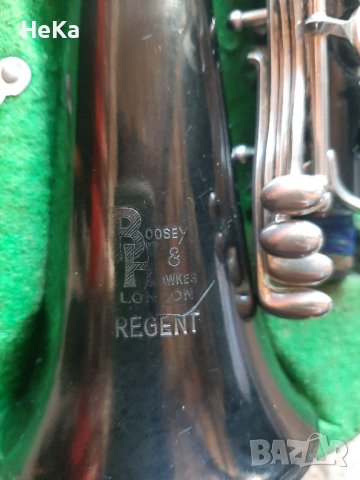 HeKa
BOOSEY
&
HAWKES
LONDON
REGENT
BAZAR